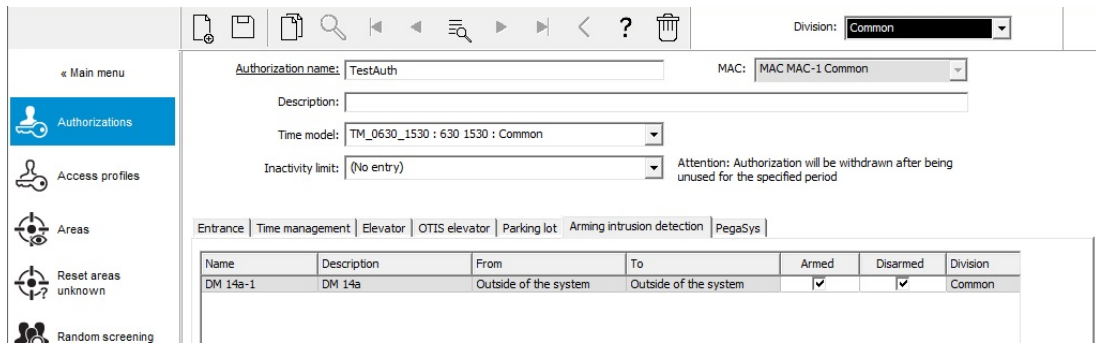 Division: Common
« Main menu
Authorizations
Access profiles
Areas
Reset areas
unknown
Random screening
Authorization name: TestAuth
MAC: MAC MAC-1 Common
Description:
Time model: TM_0630_1530 : 630 1530 : Common
Inactivity limit: (No entry)
Attention: Authorization will be withdrawn after being
unused for the specified period
Entrance Time management Elevator OTIS elevator Parking lot Arming intrusion detection PegaSys
Name Description From To Armed Disarmed Division
DM 14a-1 DM 14a Outside of the system Outside of the system Common